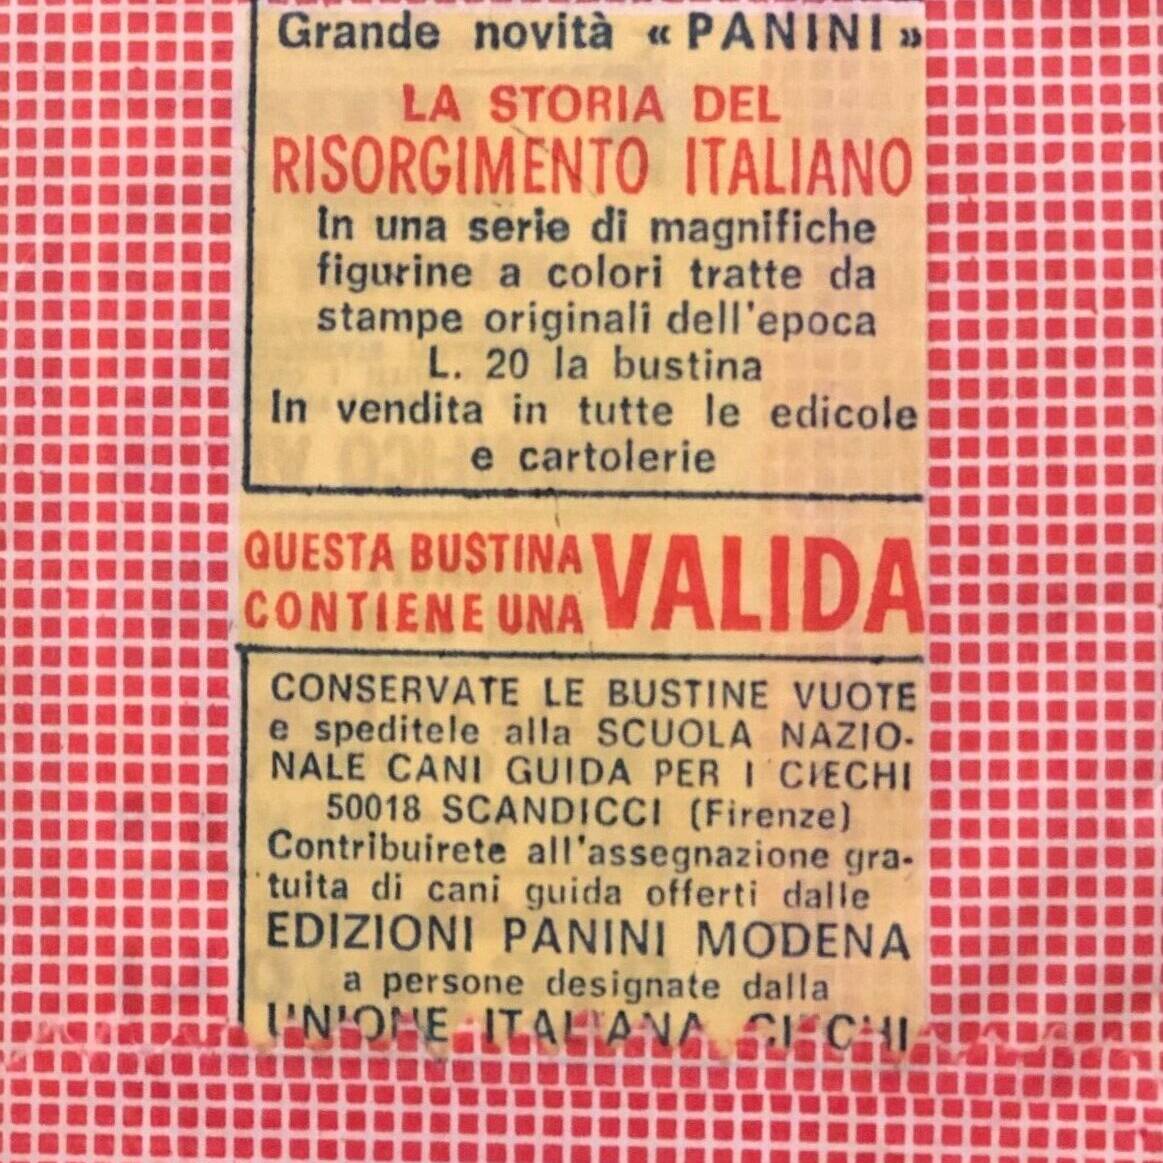 Grande novità « PANINI »
LA STORIA DEL
RISORGIMENTO ITALIANO
In una serie di magnifiche
figurine a colori tratte da
stampe originali dell'epoca
L. 20 la bustina
In vendita in tutte le edicole
e cartolerie
QUESTA BUSTINA
CONTIENE UNA VALIDA
CONSERVATE LE BUSTINE VUOTE
e speditele alla SCUOLA NAZIO-
NALE CANI GUIDA PER I CIECHI
50018 SCANDICCI (Firenze)
Contribuirete all'assegnazione gra-
tuita di cani guida offerti dalle
EDIZIONI PANINI MODENA
a persone designate dalla
UNIONE ITALIANA CIECHI